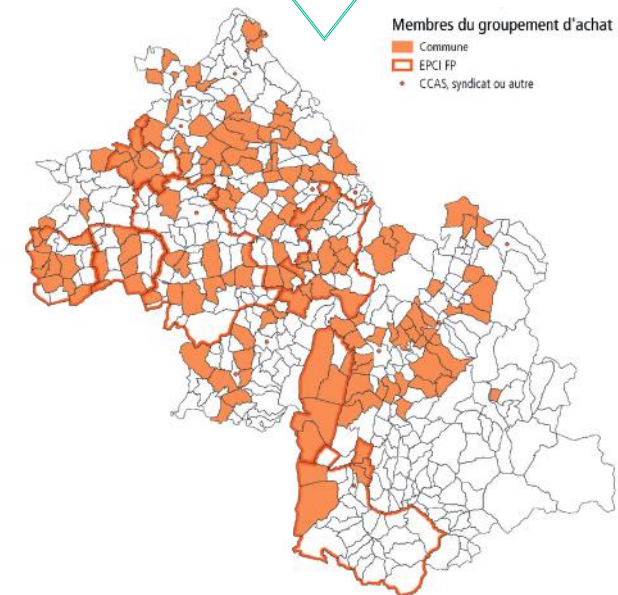 Membres du groupement d'achat
Commune
EPCI FP
CCAS, syndicat ou autre